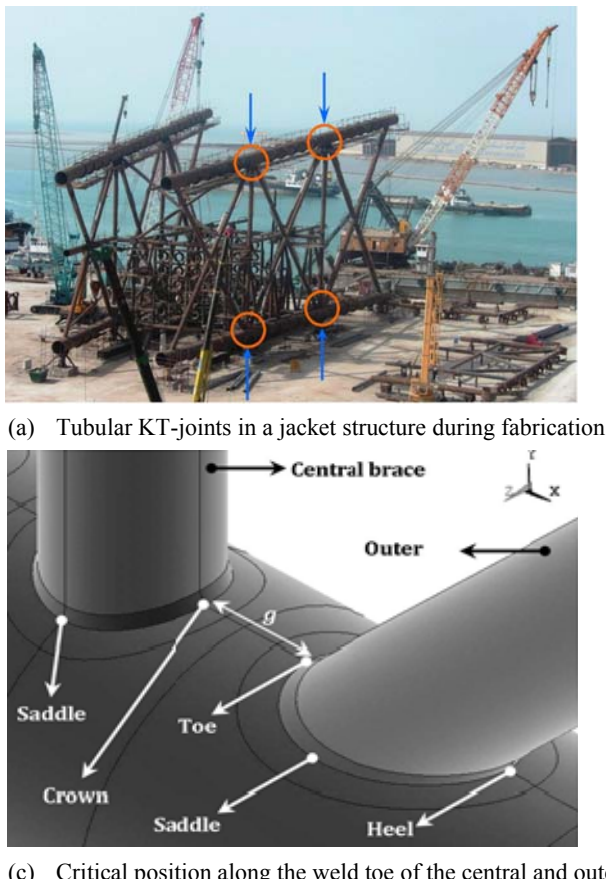 (a) Tubular KT-joints in a jacket structure during fabrication
Y
Z X
Central brace
Outer
g
Saddle
Toe
Crown
Saddle
Heel
(c) Critical position along the weld toe of the central and oute